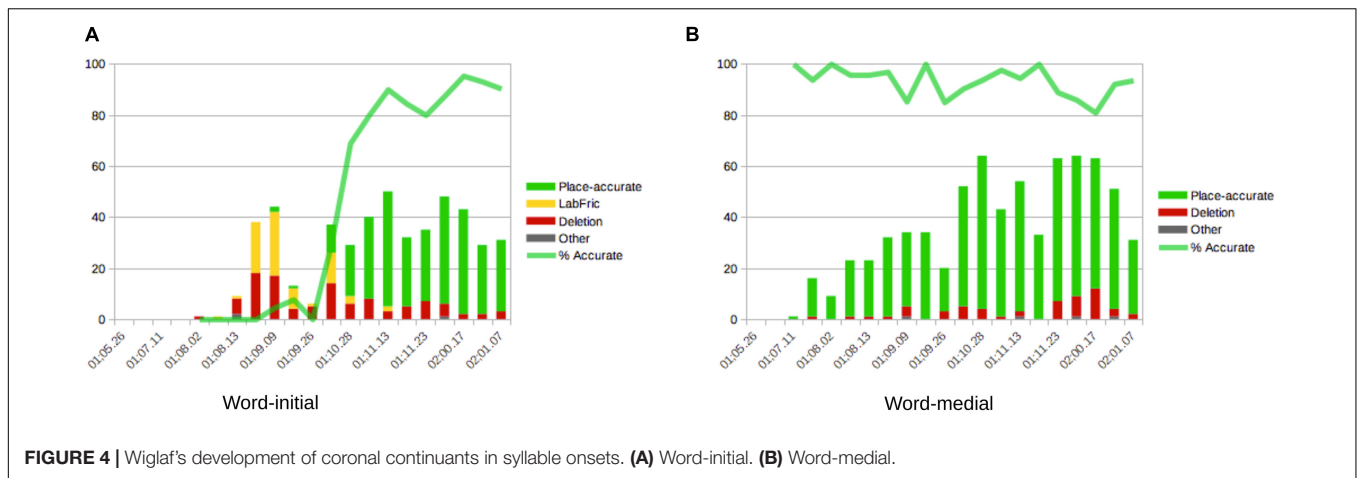 A
100
80
60
40
20
0
01;05.26
01;07.11
01;08.02
01;08.13
01;09.09
01;09.26
01;10.28
01;11.13
01;11.23
02;00.17
02;01.07
Place-accurate
LabFric
Deletion
Other
% Accurate
Word-initial
B
100
80
60
40
20
0
01;05.26
01;07.11
01;08.02
01;08.13
01;09.09
01;09.26
01;10.28
01;11.13
01;11.23
02;00.17
02;01.07
Place-accurate
Deletion
Other
% Accurate
Word-medial
FIGURE 4 | Wiglaf's development of coronal continuants in syllable onsets. (A) Word-initial. (B) Word-medial.